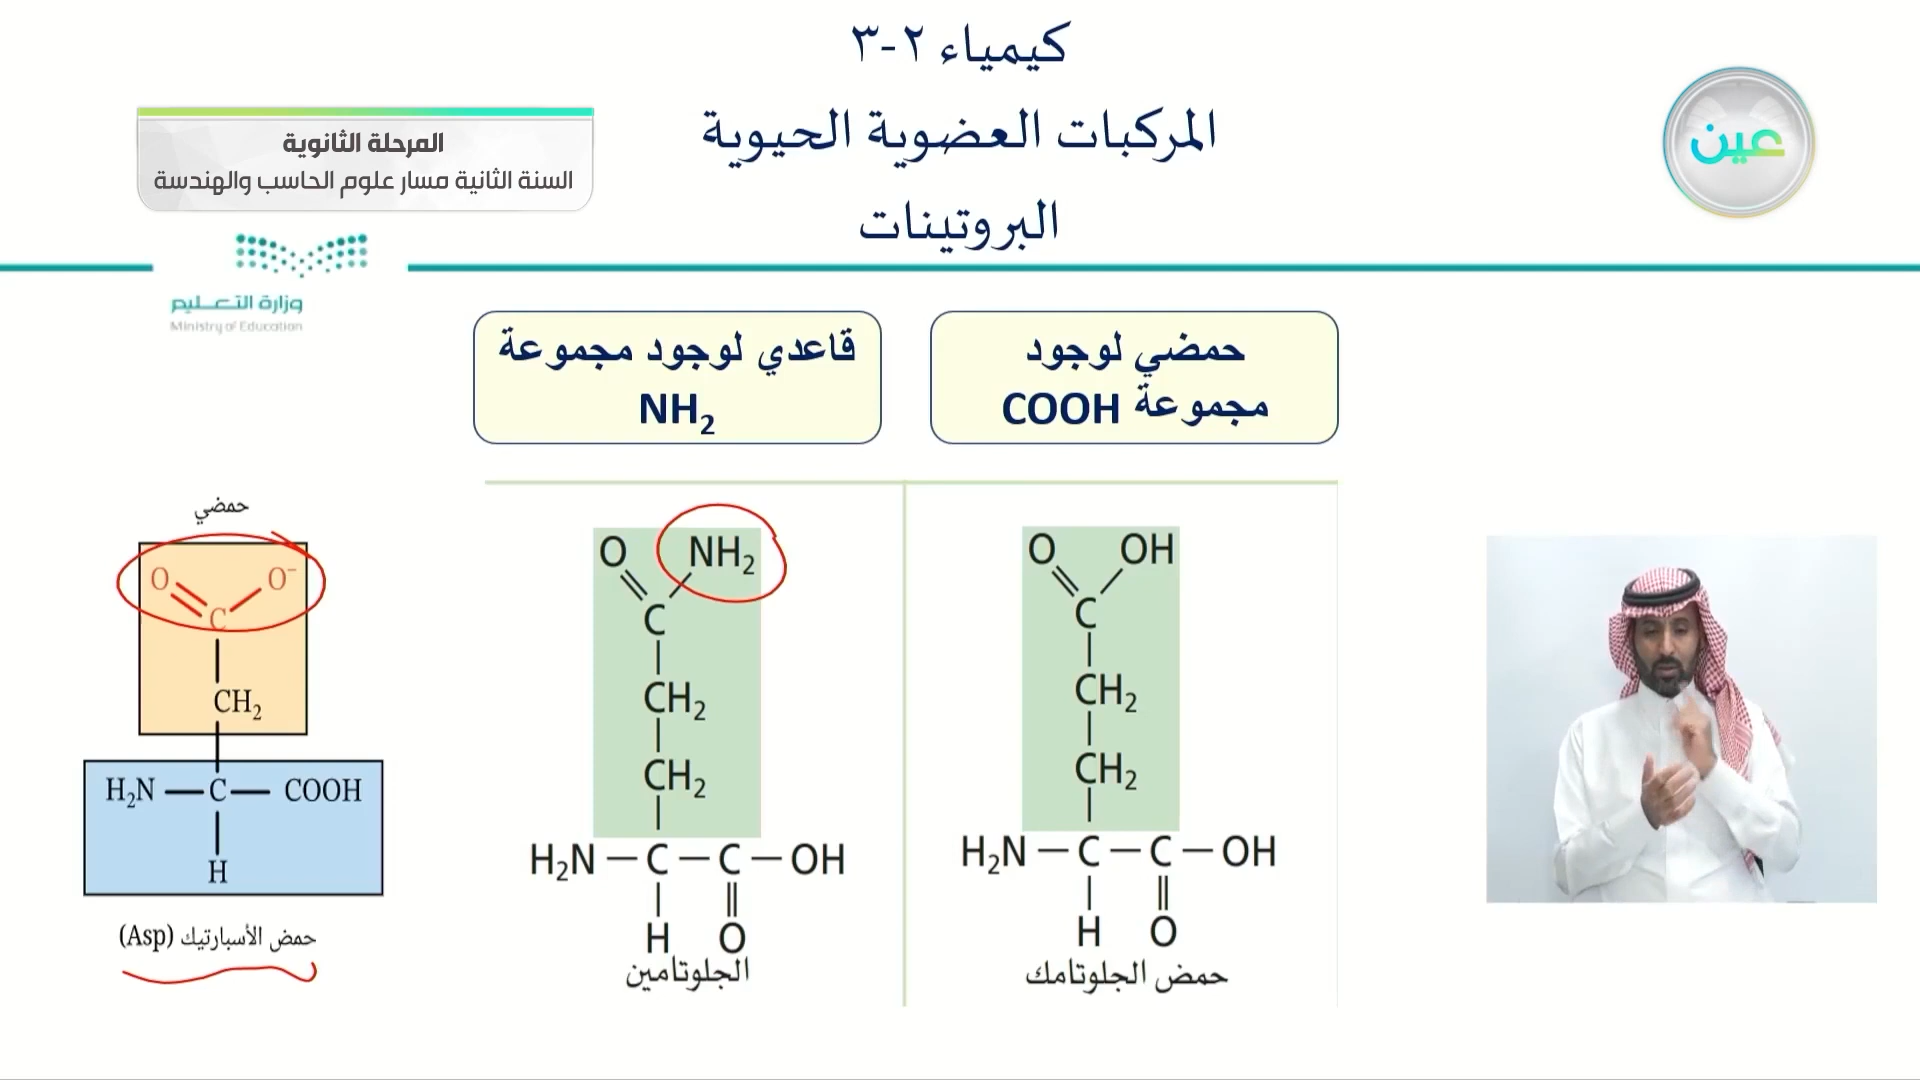 كيمياء ٢-٣
المركبات العضوية الحيوية
البروتينات
عين
المرحلة الثانوية
السنة الثانية مسار علوم الحاسب والهندسة
وزارة التعليم
Ministry of Education
حمضي لوجود
مجموعة COOH
قاعدي لوجود مجموعة
NH₂
O OH
C
CH₂
CH₂
H₂N — C — C — OH
H O
حمض الجلوتامك
O NH₂
C
CH₂
CH₂
H₂N — C — C — OH
H O
الجلوتامين
حمضي
O O⁻
C
CH₂
H₂N — C — COOH
H
حمض الأسبارتيك (Asp)